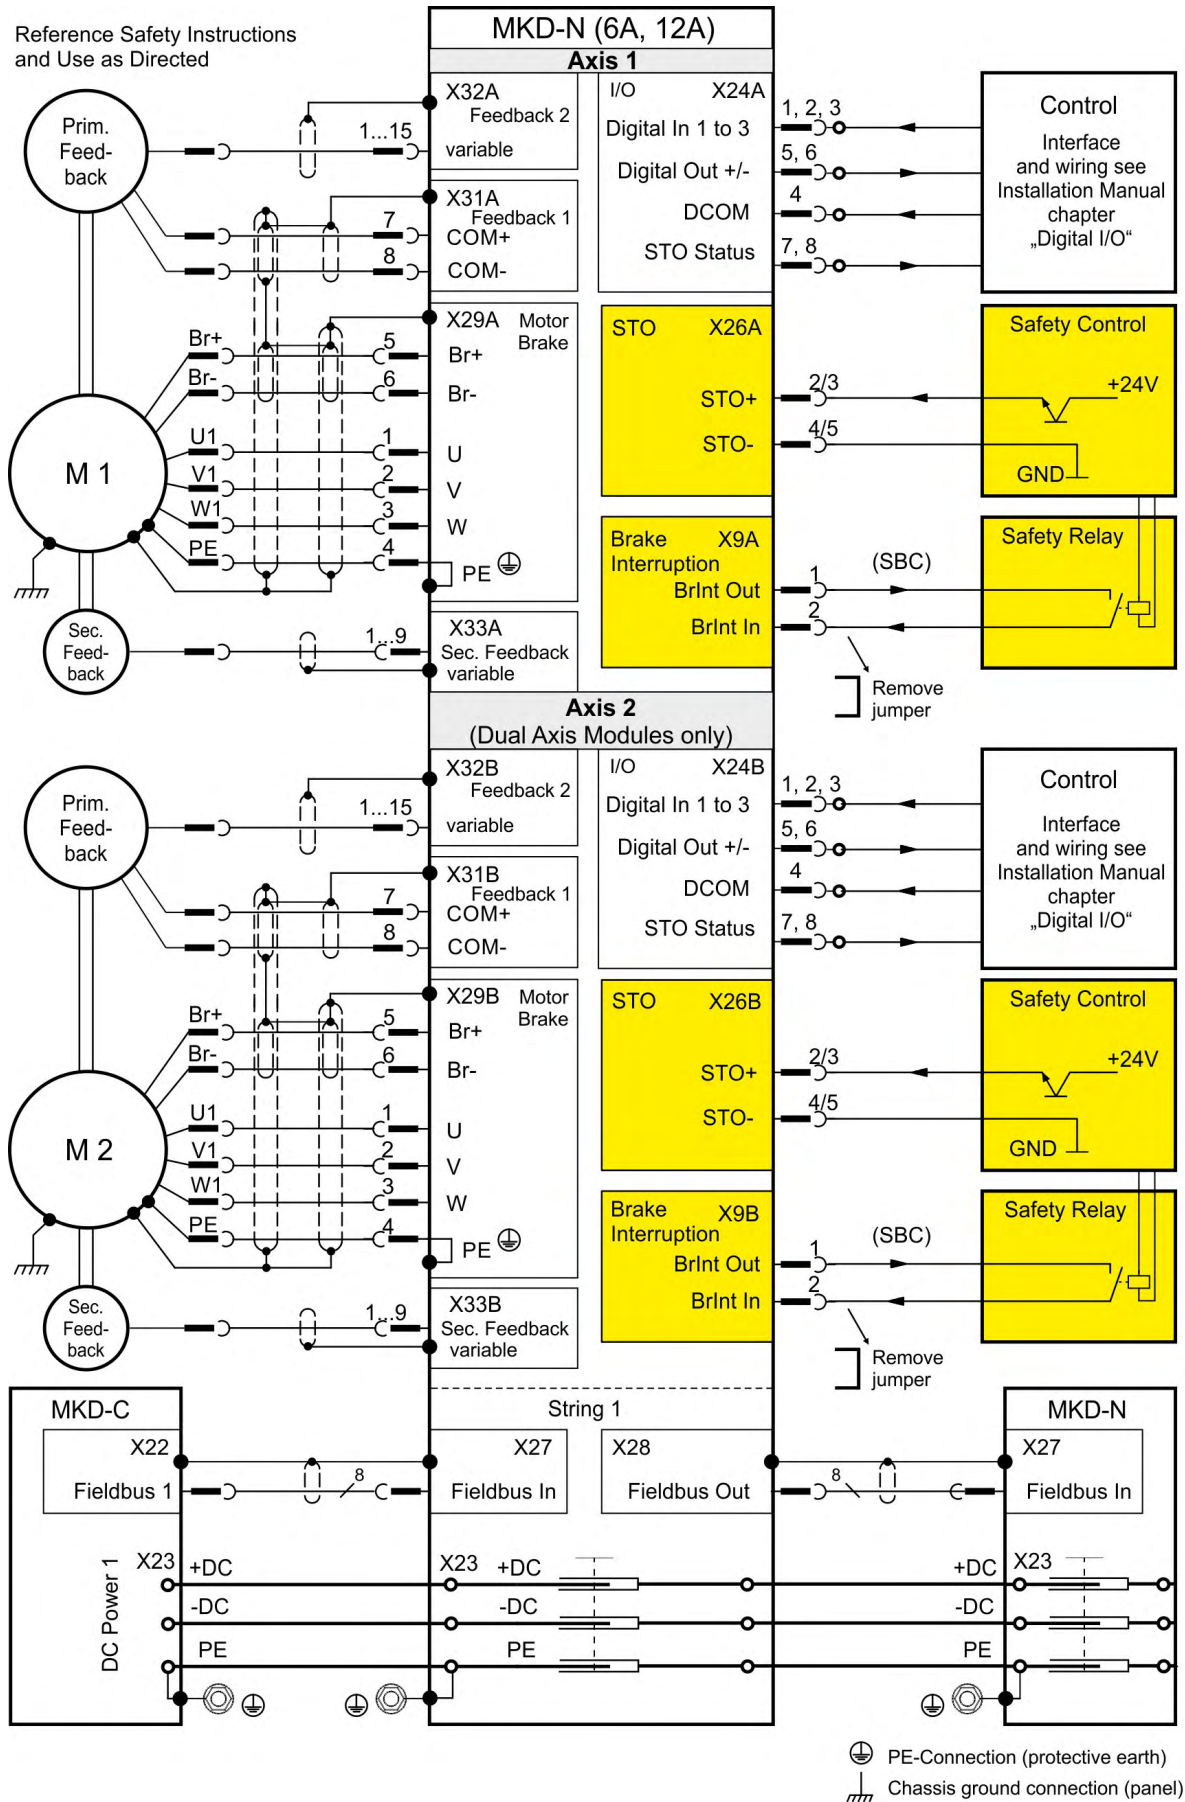 Reference Safety Instructions
and Use as Directed
MKD-N (6A, 12A)
Axis 1
Prim.
Feed-
back
1...15
X32A
Feedback 2
variable
X31A
Feedback 1
7
COM+
8
COM-
X29A
Motor
Brake
Br+
5
Br+
Br-
6
Br-
M 1
U1
1
U
V1
2
V
W1
3
W
PE
4
PE
Sec.
Feed-
back
1...9
X33A
Sec. Feedback
variable
I/O
X24A
Digital In 1 to 3
1, 2, 3
Digital Out +/-
5, 6
DCOM
4
STO Status
7, 8
Control
Interface
and wiring see
Installation Manual
chapter
„Digital I/O“
STO
X26A
STO+
2/3
STO-
4/5
Safety Control
+24V
GND
Brake
Interruption
X9A
BrInt Out
1
(SBC)
BrInt In
2
Safety Relay
Remove
jumper
Axis 2
(Dual Axis Modules only)
Prim.
Feed-
back
1...15
X32B
Feedback 2
variable
X31B
Feedback 1
7
COM+
8
COM-
X29B
Motor
Brake
Br+
5
Br+
Br-
6
Br-
M 2
U1
1
U
V1
2
V
W1
3
W
PE
4
PE
Sec.
Feed-
back
1...9
X33B
Sec. Feedback
variable
I/O
X24B
Digital In 1 to 3
1, 2, 3
Digital Out +/-
5, 6
DCOM
4
STO Status
7, 8
Control
Interface
and wiring see
Installation Manual
chapter
„Digital I/O“
STO
X26B
STO+
2/3
STO-
4/5
Safety Control
+24V
GND
Brake
Interruption
X9B
BrInt Out
1
(SBC)
BrInt In
2
Safety Relay
Remove
jumper
MKD-C
String 1
MKD-N
X22
Fieldbus 1
8
X27
Fieldbus In
X28
Fieldbus Out
8
X27
Fieldbus In
DC Power 1
X23
+DC
X23
+DC
+DC
X23
-DC
-DC
-DC
PE
PE
PE
PE-Connection (protective earth)
Chassis ground connection (panel)